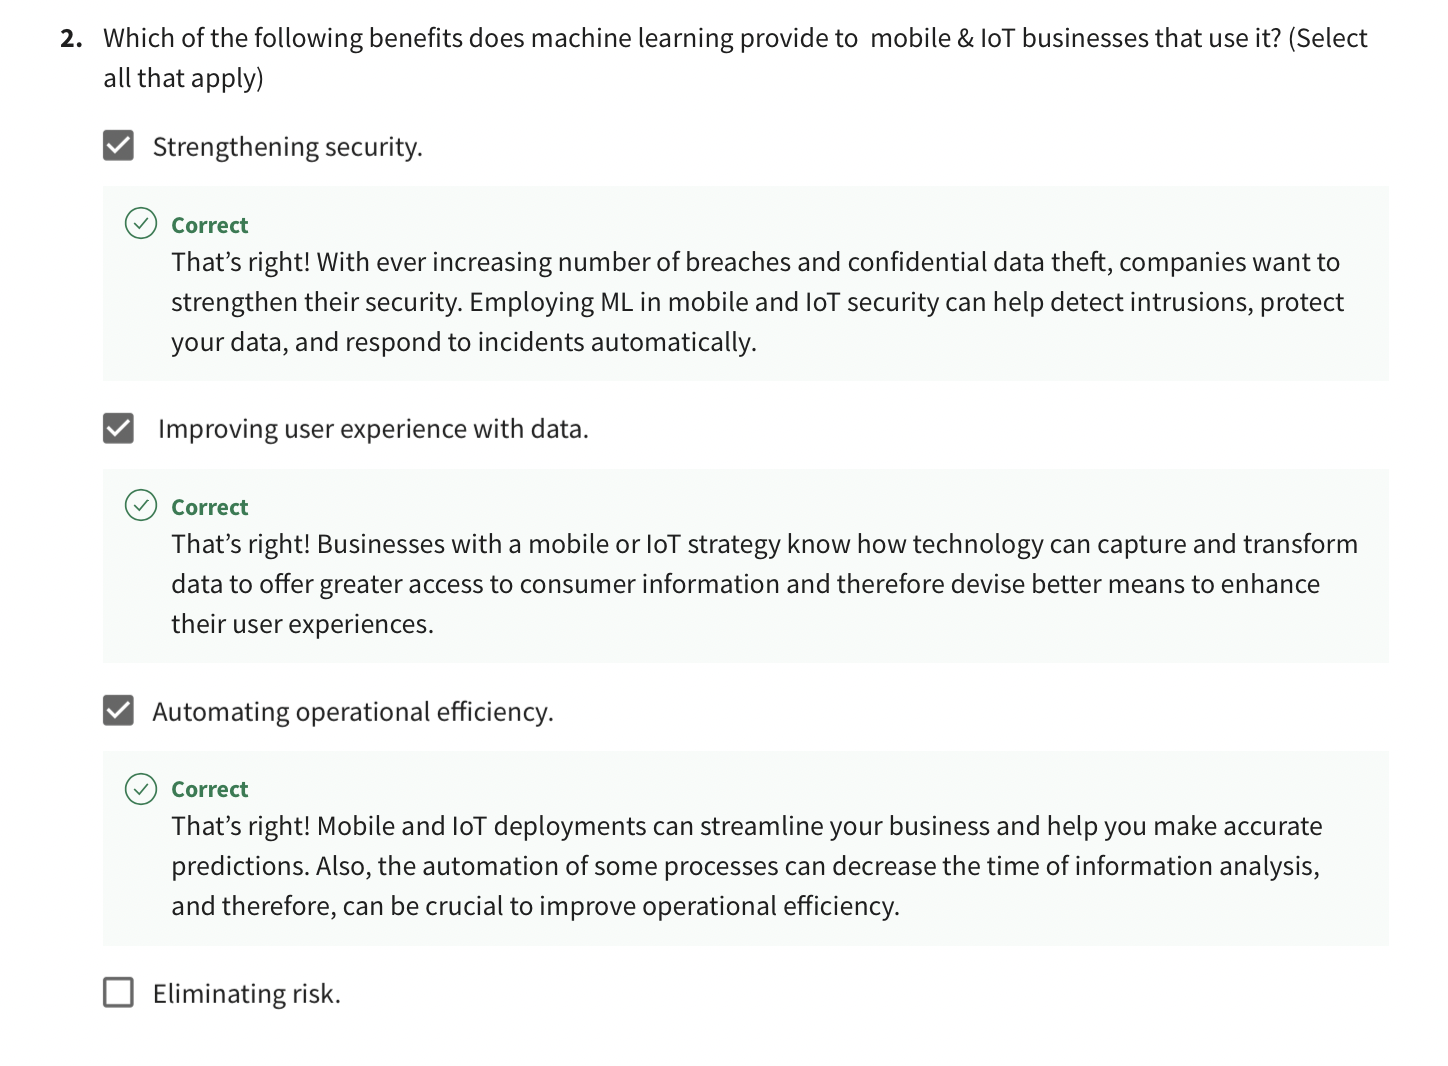 2. Which of the following benefits does machine learning provide to  mobile & IoT businesses that use it? (Select
all that apply)
Strengthening security.
Correct
That’s right! With ever increasing number of breaches and confidential data theft, companies want to
strengthen their security. Employing ML in mobile and IoT security can help detect intrusions, protect
your data, and respond to incidents automatically.
Improving user experience with data.
Correct
That’s right! Businesses with a mobile or IoT strategy know how technology can capture and transform
data to offer greater access to consumer information and therefore devise better means to enhance
their user experiences.
Automating operational efficiency.
Correct
That’s right! Mobile and IoT deployments can streamline your business and help you make accurate
predictions. Also, the automation of some processes can decrease the time of information analysis,
and therefore, can be crucial to improve operational efficiency.
Eliminating risk.